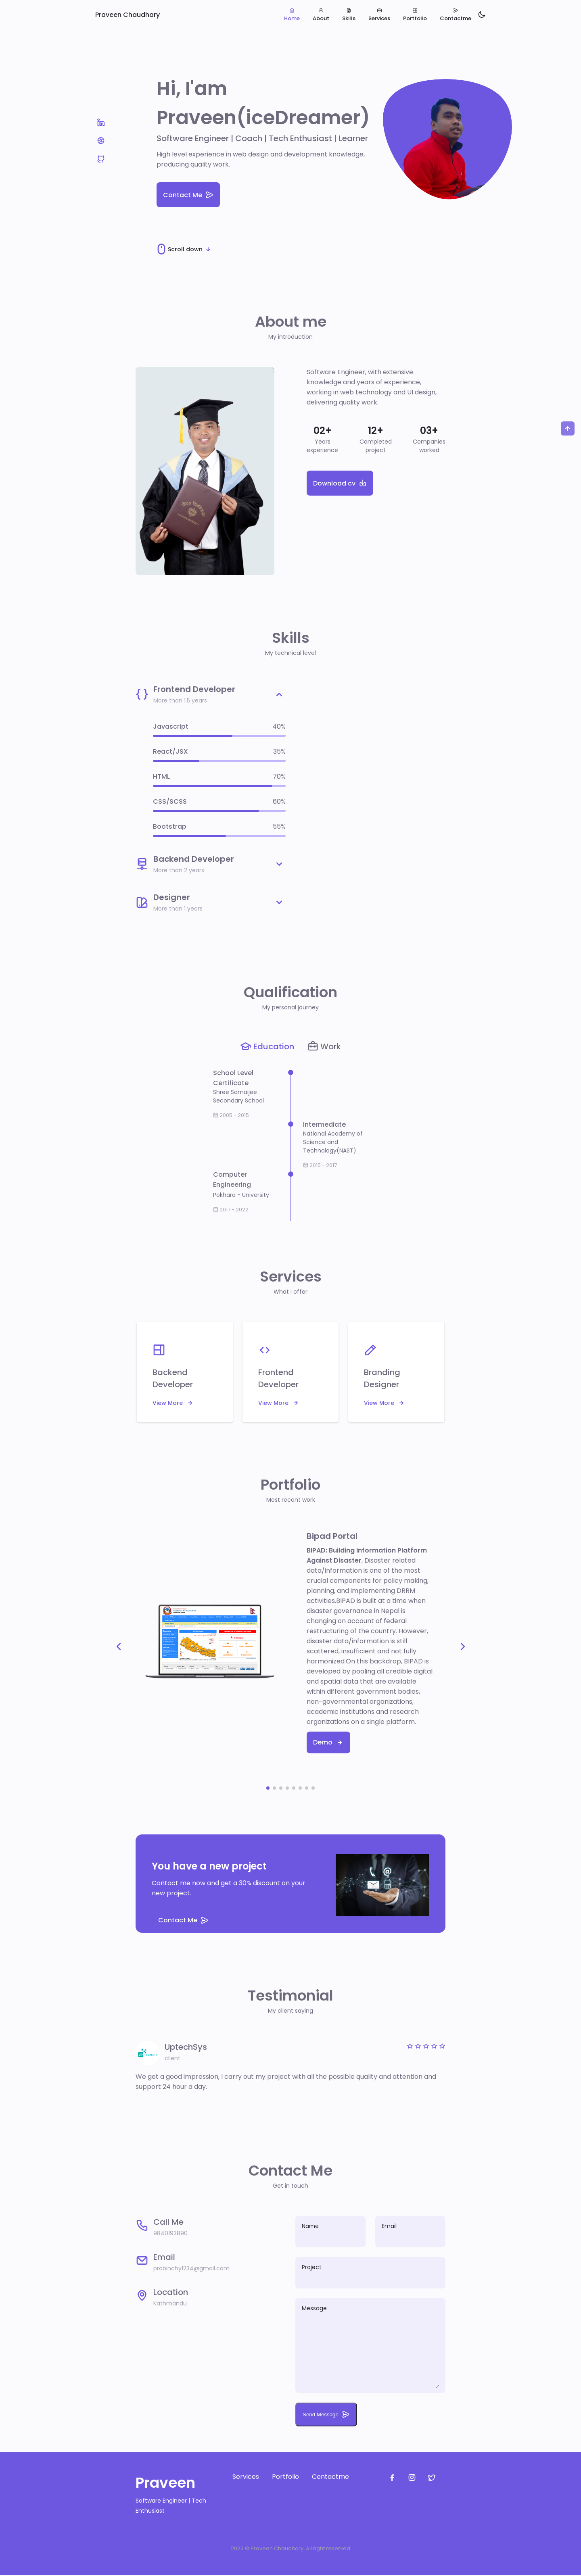 Praveen Chaudhary
Home
About
Skills
Services
Portfolio
Contactme
Hi, I'am
Praveen(iceDreamer)
Software Engineer | Coach | Tech Enthusiast | Learner
High level experience in web design and development knowledge,
producing quality work.
Contact Me
Scroll down
About me
My introduction
Software Engineer, with extensive
knowledge and years of experience,
working in web technology and UI design,
delivering quality work.
02+
Years
experience
12+
Completed
project
03+
Companies
worked
Download cv
Skills
My technical level
Frontend Developer
More than 1.5 years
Javascript
40%
React/JSX
35%
HTML
70%
CSS/SCSS
60%
Bootstrap
55%
Backend Developer
More than 2 years
Designer
More than 1 years
Qualification
My personal journey
Education
Work
School Level
Certificate
Shree Samaijee
Secondary School
Intermediate
National Academy of
Science and
Technology(NAST)
2015 - 2017
Computer
Engineering
Pokhara - University
2017 - 2022
Services
What i offer
Backend
Developer
View More
Frontend
Developer
View More
Branding
Designer
View More
Portfolio
Most recent work
Bipad Portal
BIPAD: Buliding Information Platform
Against Disaster. Disaster related
data/information is one of the most
crucial components for policy making,
planning, and implementing DRRM
activities.BIPAD is built at a time when
disaster governance in Nepal is
changing on account of federal
restructuring of the country. However,
disaster data/information is still
scattered, insufficient and not fully
harmonized.On this backdrop, BIPAD is
developed by pooling all credible digital
and spatial data that are available
within different government bodies,
non-governmental organizations,
academic institutions and research
organizations on a single platform.
Demo
You have a new project
Contact me now and get a 30% discount on your
new project.
Contact Me
Testimonial
My client saying
UptechSys
client
We get a good impression, I carry out my project with all the possible quality and attention and
support 24 hour a day.
Contact Me
Get in touch
Call Me
Email
prabinchy1234@gmail.com
Location
Kathmandu
Name
Email
Project
Message
Send Message
Praveen
Software Engineer | Tech
Enthusiast
Services
Portfolio
Contactme
2023 © Praveen Chaudhary. All right reserved